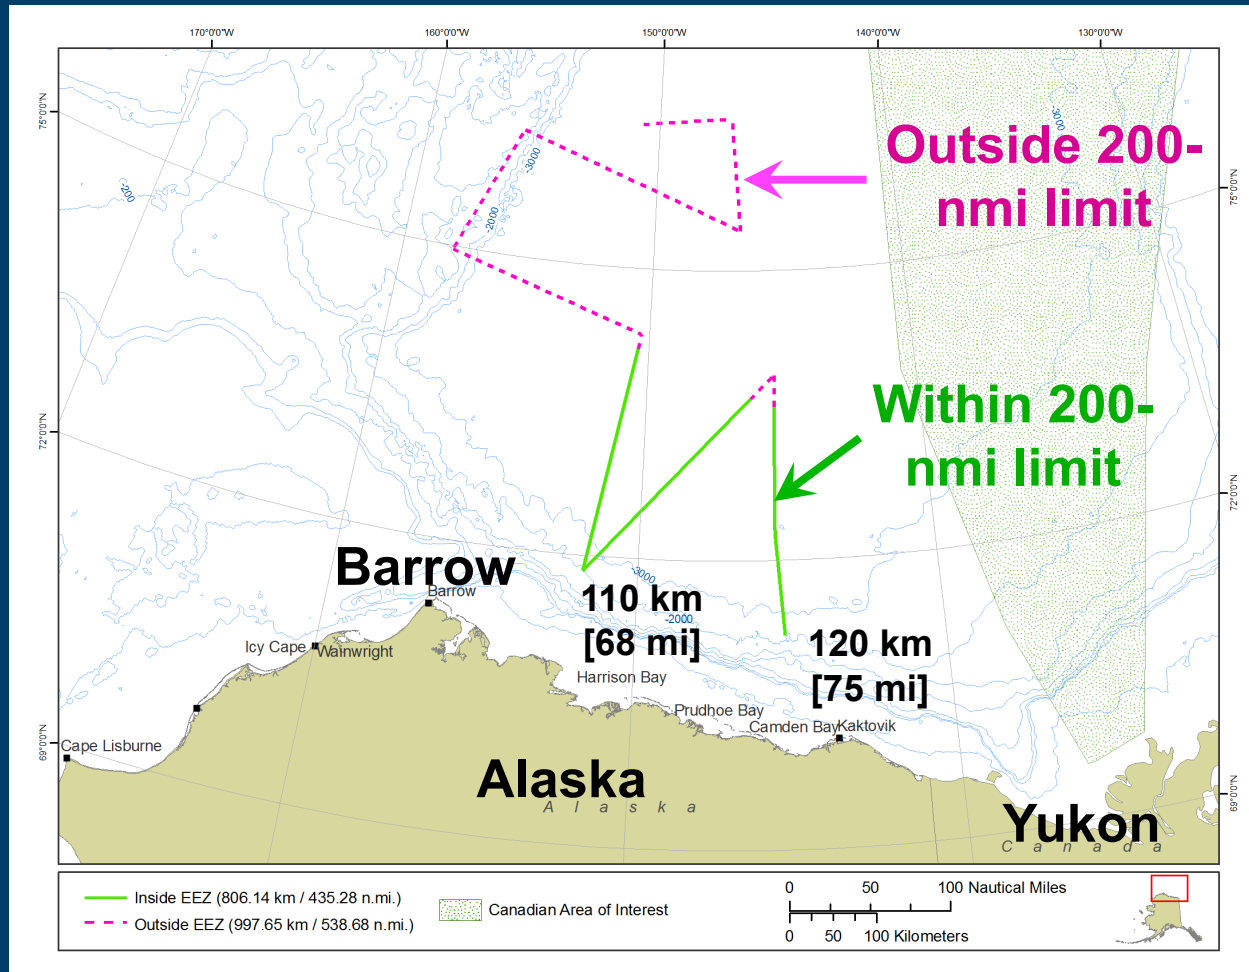 170°0'0"W
160°0'0"W
150°0'0"W
140°0'0"W
130°0'0"W
75°0'0"N
-3000
-3000
Outside 200-
nmi limit
-200
-2000
75°0'0"N
72°0'0"N
Within 200-
nmi limit
72°0'0"N
Barrow
Barrow
-3000
110 km
[68 mi]
-2000
120 km
[75 mi]
Icy Cape
Wainwright
Harrison Bay
Prudhoe Bay
Camden Bay
Kaktovik
69°0'0"N
Cape Lisburne
Alaska
Alaska
69°0'0"N
Yukon
Canada
Inside EEZ (806.14 km / 435.28 n.mi.)
Outside EEZ (997.65 km / 538.68 n.mi.)
Canadian Area of Interest
0 50 100 Nautical Miles
0 50 100 Kilometers